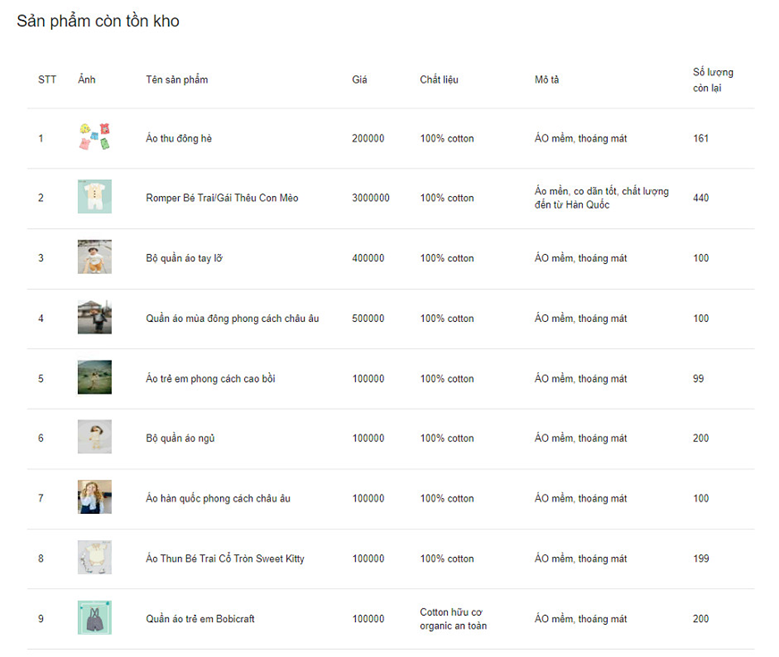 Sản phẩm còn tồn kho
STT Ảnh Tên sản phẩm Giá Chất liệu Mô tả Số lượng còn lại
1 Áo thu đông hè 200000 100% cotton ÁO mềm, thoáng mát 161
2 Romper Bé Trai/Gái Thêu Con Mèo 3000000 100% cotton Áo mền, co dãn tốt, chất lượng đến từ Hàn Quốc 440
3 Bộ quần áo tay lỡ 400000 100% cotton ÁO mềm, thoáng mát 100
4 Quần áo mùa đông phong cách châu âu 500000 100% cotton ÁO mềm, thoáng mát 100
5 Áo trẻ em phong cách cao bồi 100000 100% cotton ÁO mềm, thoáng mát 99
6 Bộ quần áo ngủ 100000 100% cotton ÁO mềm, thoáng mát 200
7 Áo hàn quốc phong cách châu âu 100000 100% cotton ÁO mềm, thoáng mát 100
8 Áo Thun Bé Trai Cổ Tròn Sweet Kitty 100000 100% cotton ÁO mềm, thoáng mát 199
9 Quần áo trẻ em Bobicraft 100000 Cotton hữu cơ organic an toàn ÁO mềm, thoáng mát 200